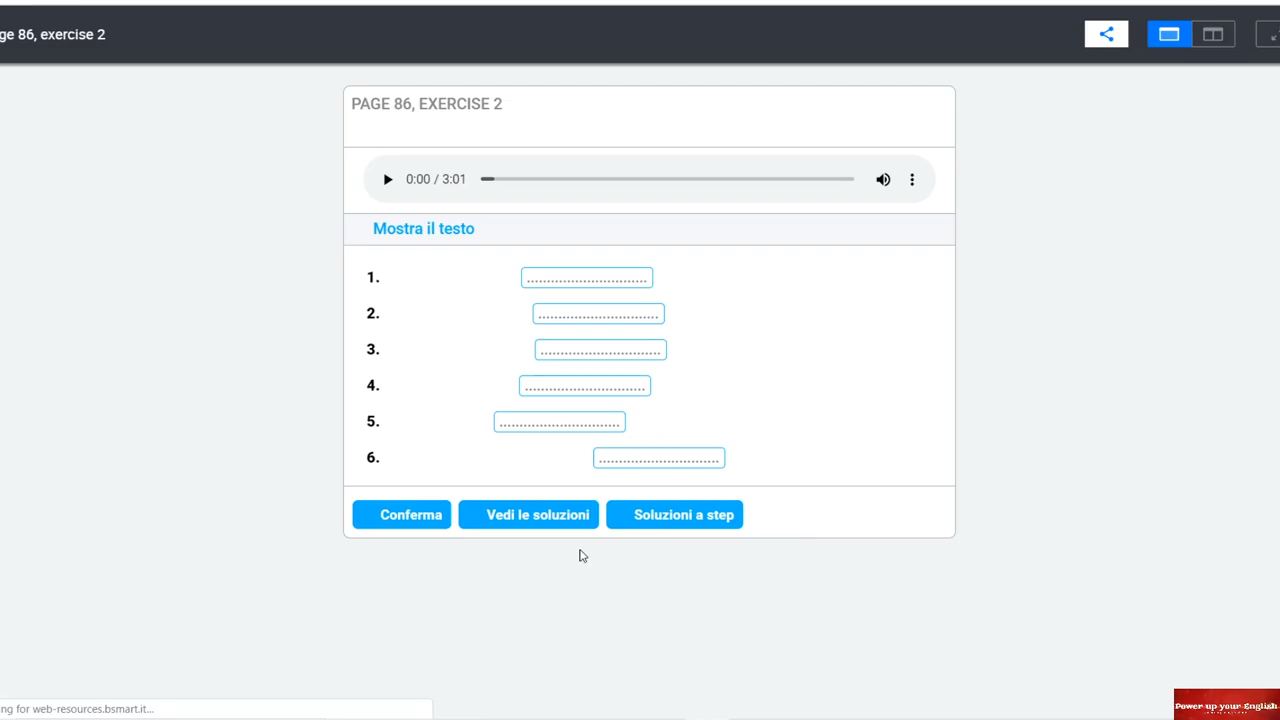 ge 86, exercise 2
PAGE 86, EXERCISE 2
0:00 / 3:01
Mostra il testo
1. ..............................
2. ..............................
3. ..............................
4. ..............................
5. ..............................
6. ..............................
Conferma
Vedi le soluzioni
Soluzioni a step
ng for web-resources.bsmart.it...
Power up your English